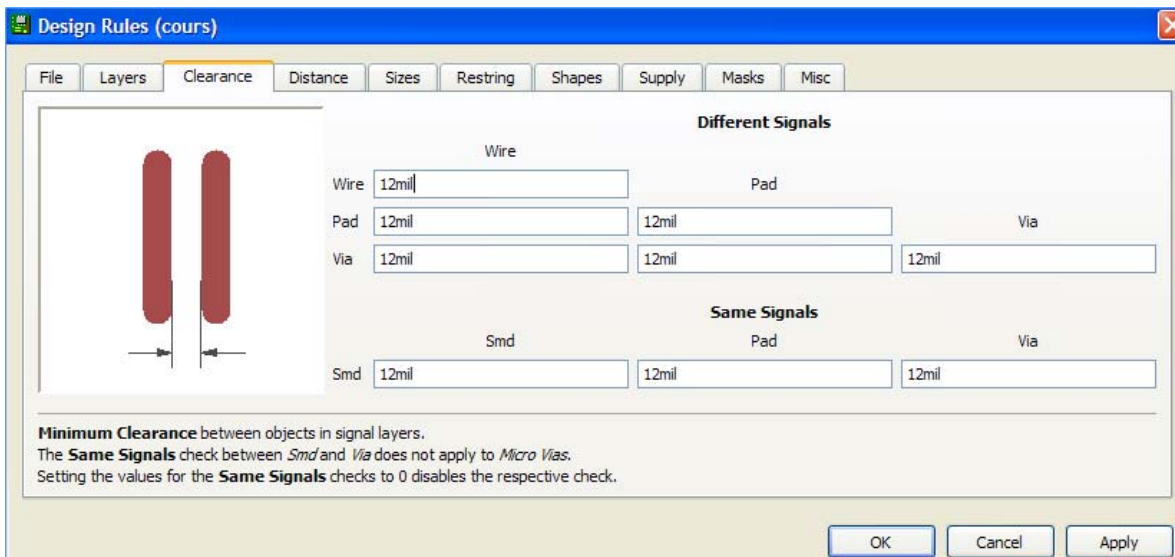 Design Rules (cours)
File Layers Clearance Distance Sizes Restring Shapes Supply Masks Misc
Different Signals
Wire
Wire 12mil Pad
Pad 12mil 12mil Via
Via 12mil 12mil 12mil
Same Signals
Smd Pad Via
Smd 12mil 12mil 12mil
Minimum Clearance between objects in signal layers.
The Same Signals check between Smd and Via does not apply to Micro Vias.
Setting the values for the Same Signals checks to 0 disables the respective check.
OK Cancel Apply